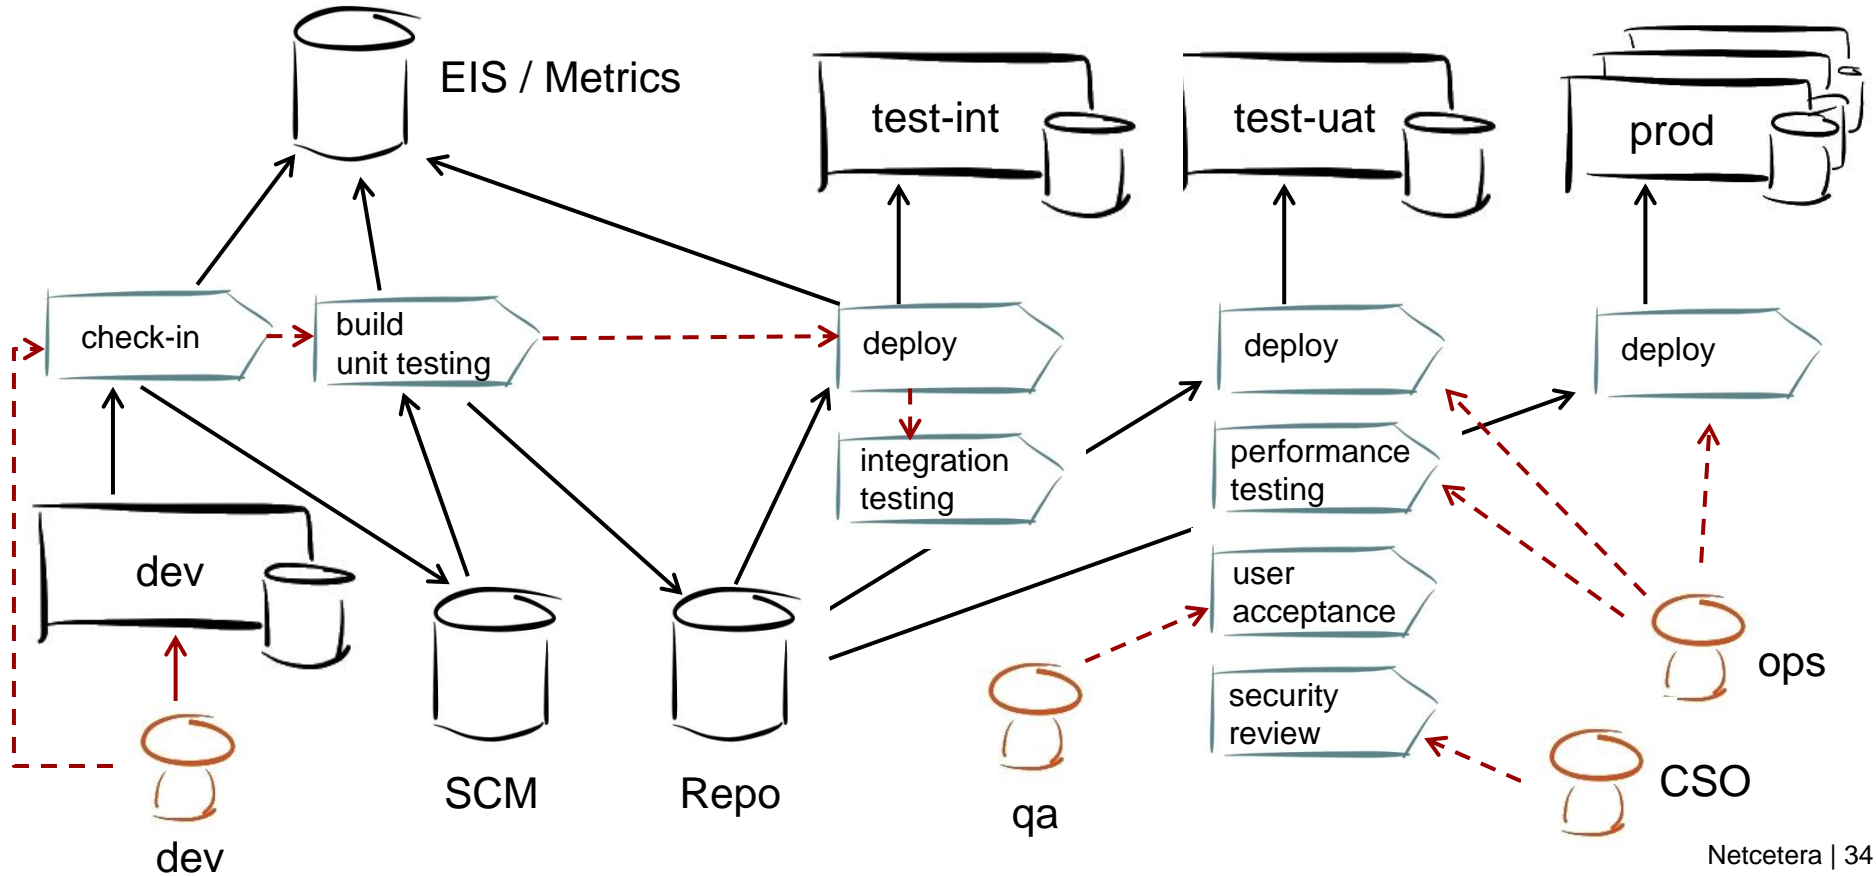 EIS / Metrics
test-int
test-uat
prod
check-in
build
unit testing
deploy
deploy
deploy
integration
testing
performance
testing
dev
user
acceptance
security
review
ops
SCM
Repo
qa
CSO
dev
Netcetera | 34